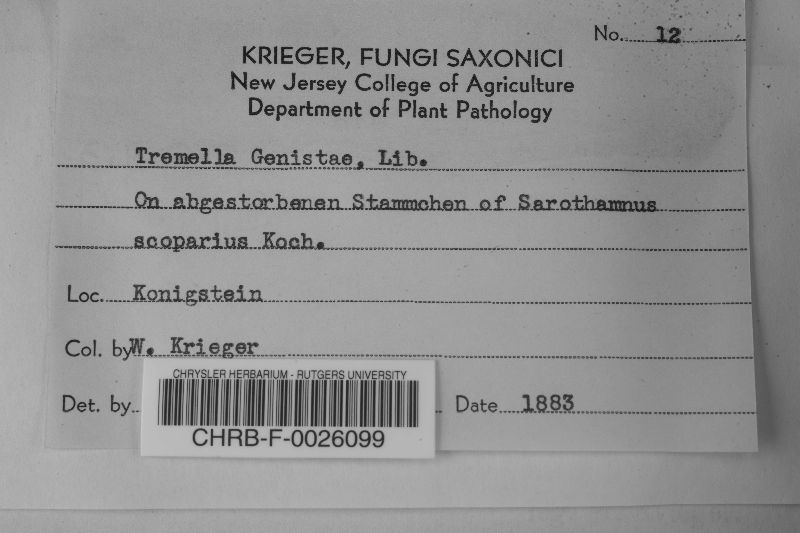 No. 12
KRIEGER, FUNGI SAXONICI
New Jersey College of Agriculture
Department of Plant Pathology
Tremella Genistae, Lib.
On abgestorbenen Stammchen of Sarothamnus
scoparius Koch.
Loc. Konigstein
Col. by W. Krieger
CHRYSLER HERBARIUM - RUTGERS UNIVERSITY
Det. by
Date 1883
CHRB-F-0026099